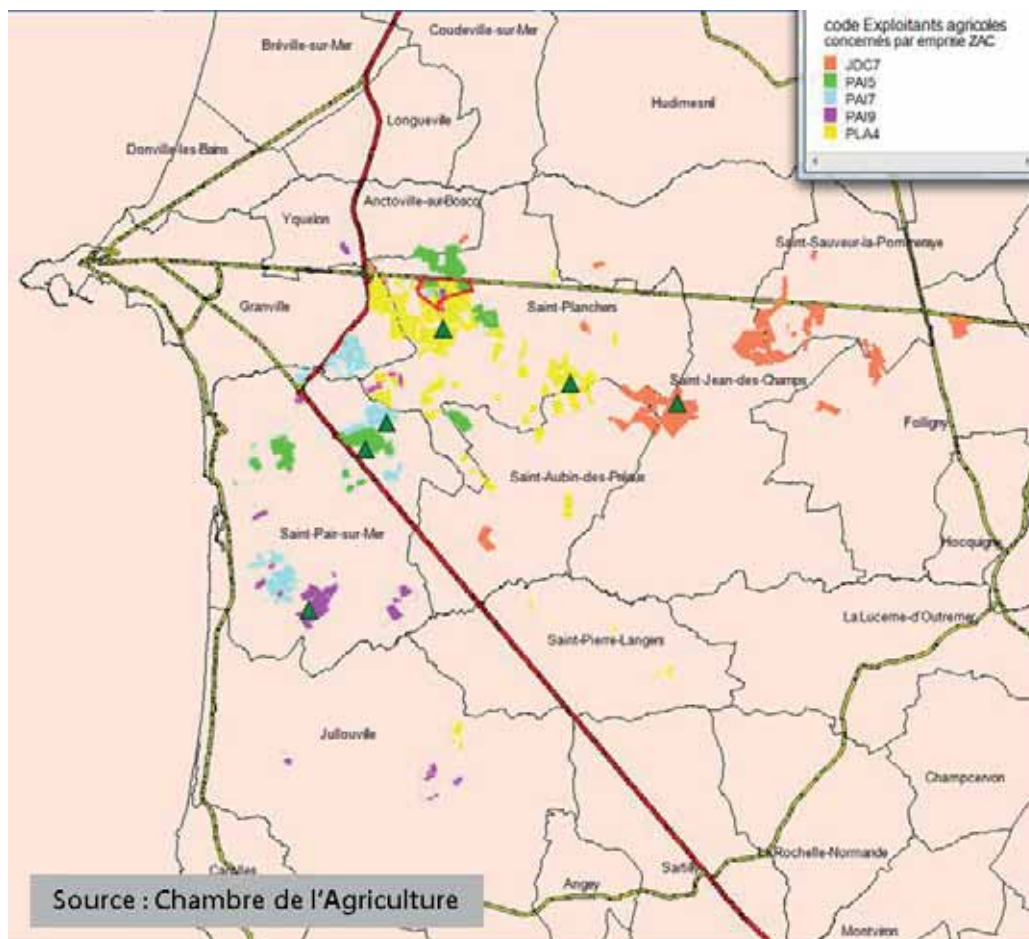 code Exploitants agricoles
concernés par emprise ZAC
JDC7
PAI5
PAI7
PAI9
PLA4
Coudeville-sur-Mer
Bréville-sur-Mer
Hudimesnil
Longueville
Donville-les-Bains
Anctoville-sur-Boscq
Yquelon
Saint-Sauveur-la-Pommeraye
Granville
Saint-Planchers
Saint-Jean-des-Champs
Folligny
Saint-Aubin-des-Préaux
Saint-Pair-sur-Mer
Hocquigny
La Lucerne-d'Outremer
Saint-Pierre-Langers
Jullouville
Champcervon
La Rochelle-Normande
Carolles
Sartilly
Angey
Source : Chambre de l'Agriculture
Montviron